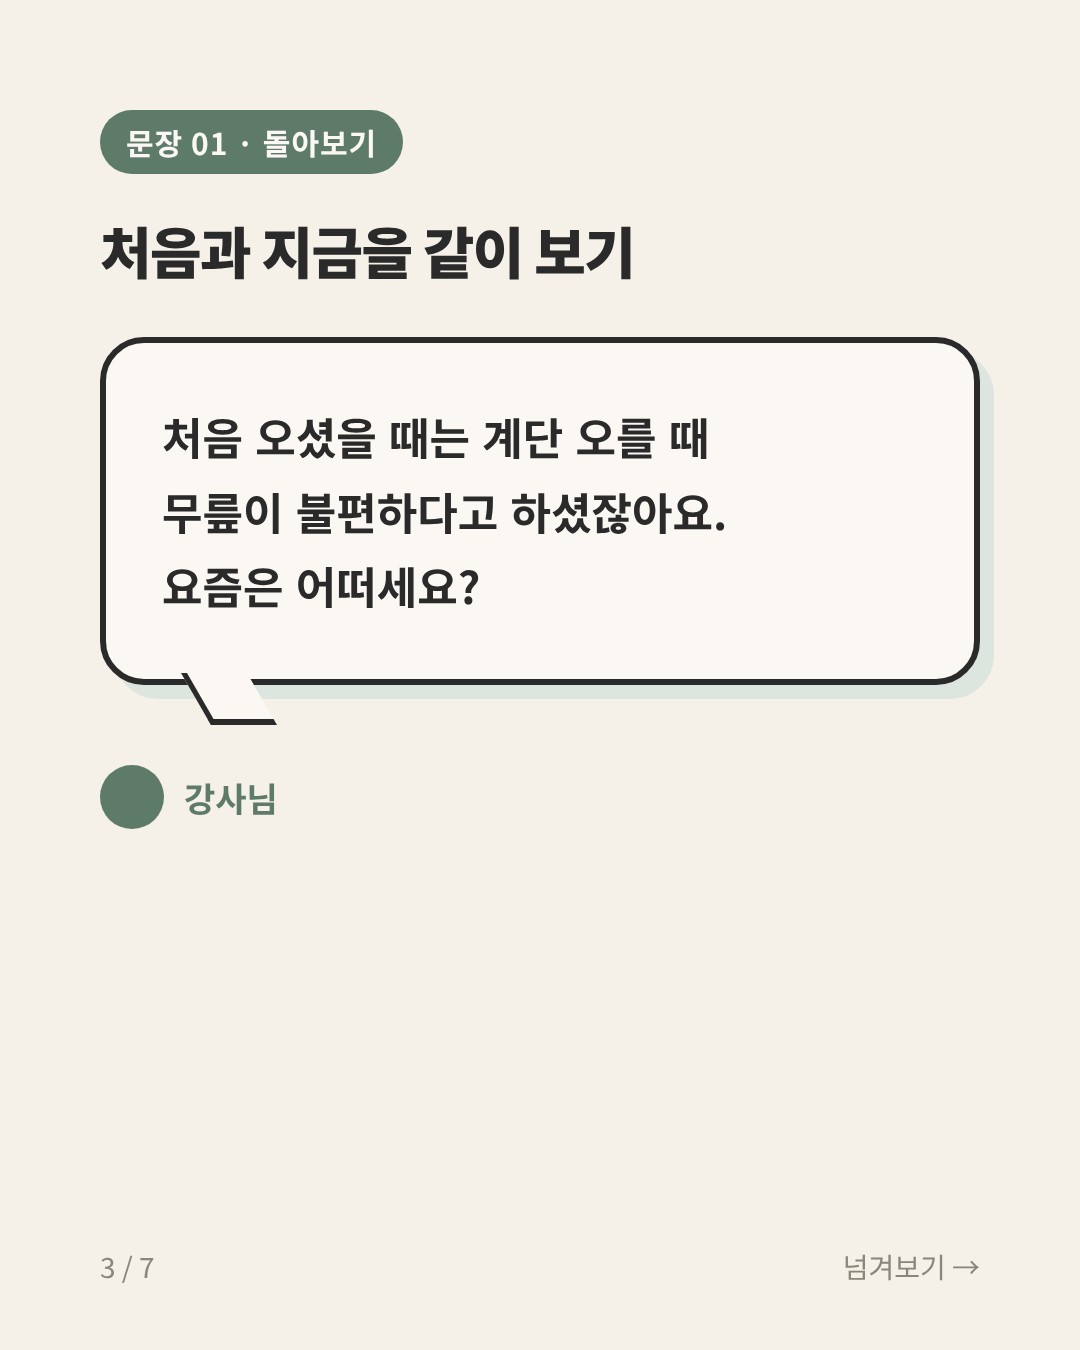 문장 01 · 돌아보기
처음과 지금을 같이 보기
처음 오셨을 때는 계단 오를 때
무릎이 불편하다고 하셨잖아요.
요즘은 어떠세요?
강사님
3 / 7
넘겨보기 →